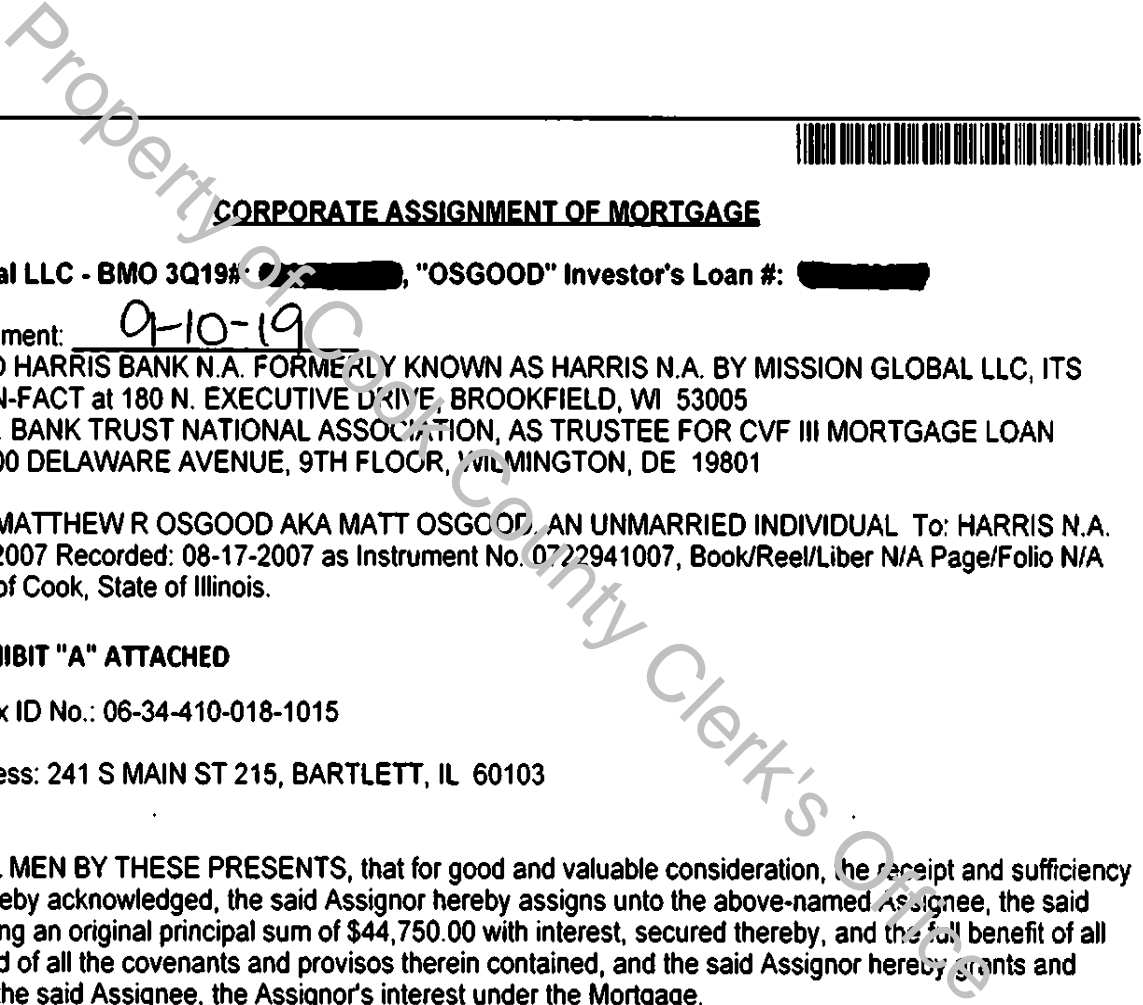 CORPORATE ASSIGNMENT OF MORTGAGE
al LLC - BMO 3Q19#: , "OSGOOD" Investor's Loan #:
ment: 9-10-19
O HARRIS BANK N.A. FORMERLY KNOWN AS HARRIS N.A. BY MISSION GLOBAL LLC, ITS
N-FACT at 180 N. EXECUTIVE DRIVE, BROOKFIELD, WI 53005
. BANK TRUST NATIONAL ASSOCIATION, AS TRUSTEE FOR CVF III MORTGAGE LOAN
00 DELAWARE AVENUE, 9TH FLOOR, WILMINGTON, DE 19801
MATTHEW R OSGOOD AKA MATT OSGOOD, AN UNMARRIED INDIVIDUAL To: HARRIS N.A.
2007 Recorded: 08-17-2007 as Instrument No. 0722941007, Book/Reel/Liber N/A Page/Folio N/A
of Cook, State of Illinois.
HIBIT "A" ATTACHED
x ID No.: 06-34-410-018-1015
ess: 241 S MAIN ST 215, BARTLETT, IL 60103
L MEN BY THESE PRESENTS, that for good and valuable consideration, the receipt and sufficiency
eby acknowledged, the said Assignor hereby assigns unto the above-named Assignee, the said
ng an original principal sum of $44,750.00 with interest, secured thereby, and the full benefit of all
d of all the covenants and provisos therein contained, and the said Assignor hereby grants and
the said Assignee, the Assignor's interest under the Mortgage.
Property of Cook County Clerk's Office